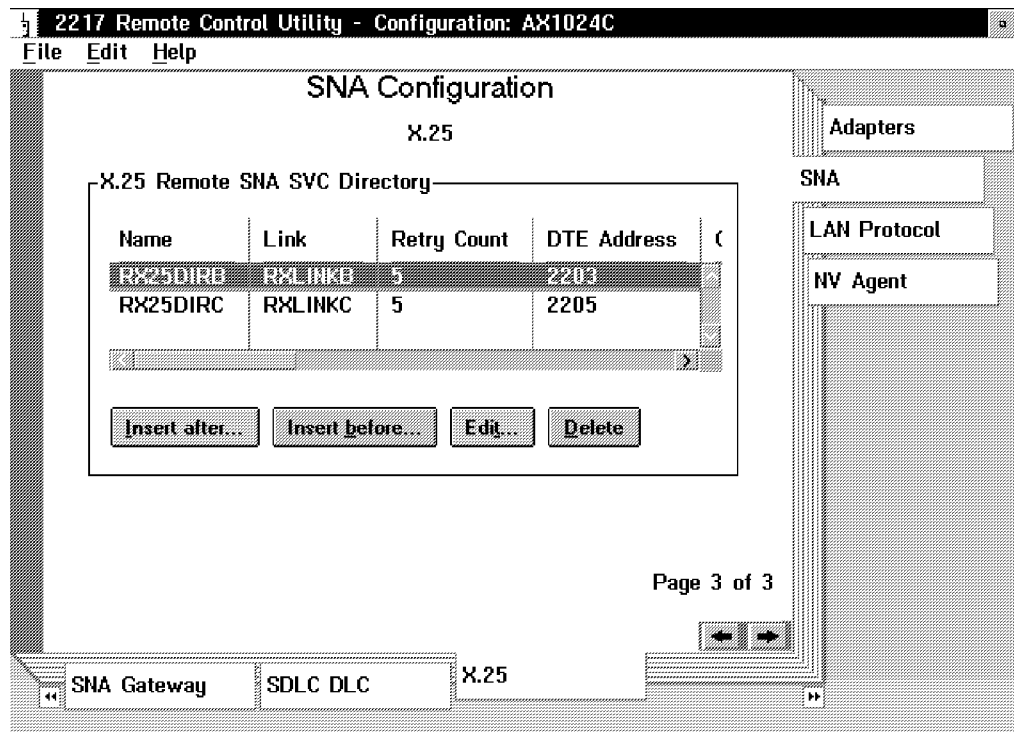 2217 Remote Control Utility - Configuration: AX1024C
File Edit Help
SNA Configuration
X.25
X.25 Remote SNA SVC Directory
Name Link Retry Count DTE Address
RX25DIRB RXLINKB 5 2203
RX25DIRC RXLINKC 5 2205
Insert after... Insert before... Edit... Delete
Page 3 of 3
SNA Gateway SDLC DLC X.25
Adapters
SNA
LAN Protocol
NV Agent